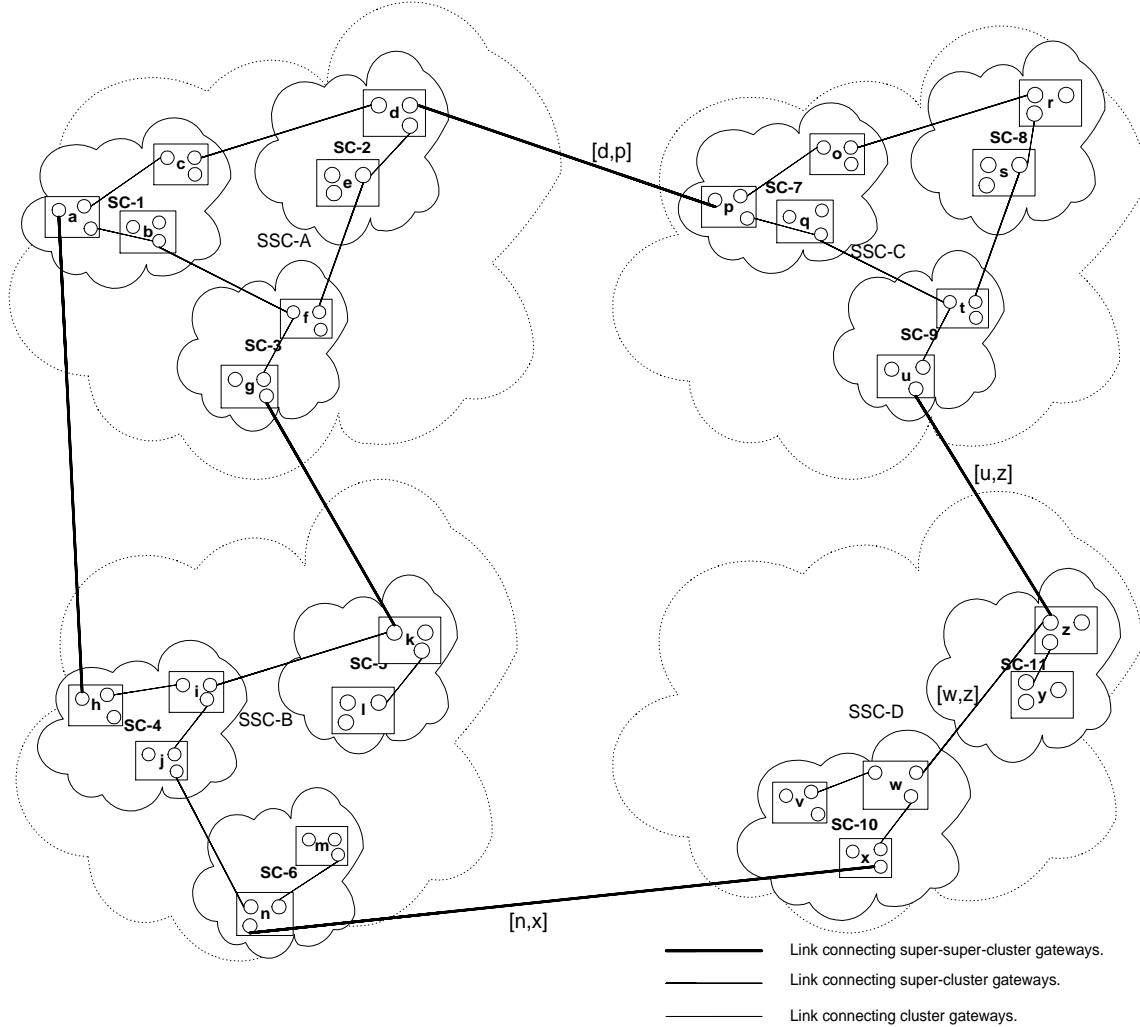 d
r
[d,p]
SC-2
o
SC-8
c
e
s
SC-7
SC-1
a
p
q
b
SSC-A
SSC-C
f
t
SC-3
SC-9
g
u
[u,z]
k
z
SC-5
SC-11
h
i
y
l
[w,z]
SC-4
SSC-B
SSC-D
j
w
v
SC-10
m
x
SC-6
n
[n,x]
Link connecting super-super-cluster gateways.
Link connecting super-cluster gateways.
Link connecting cluster gateways.